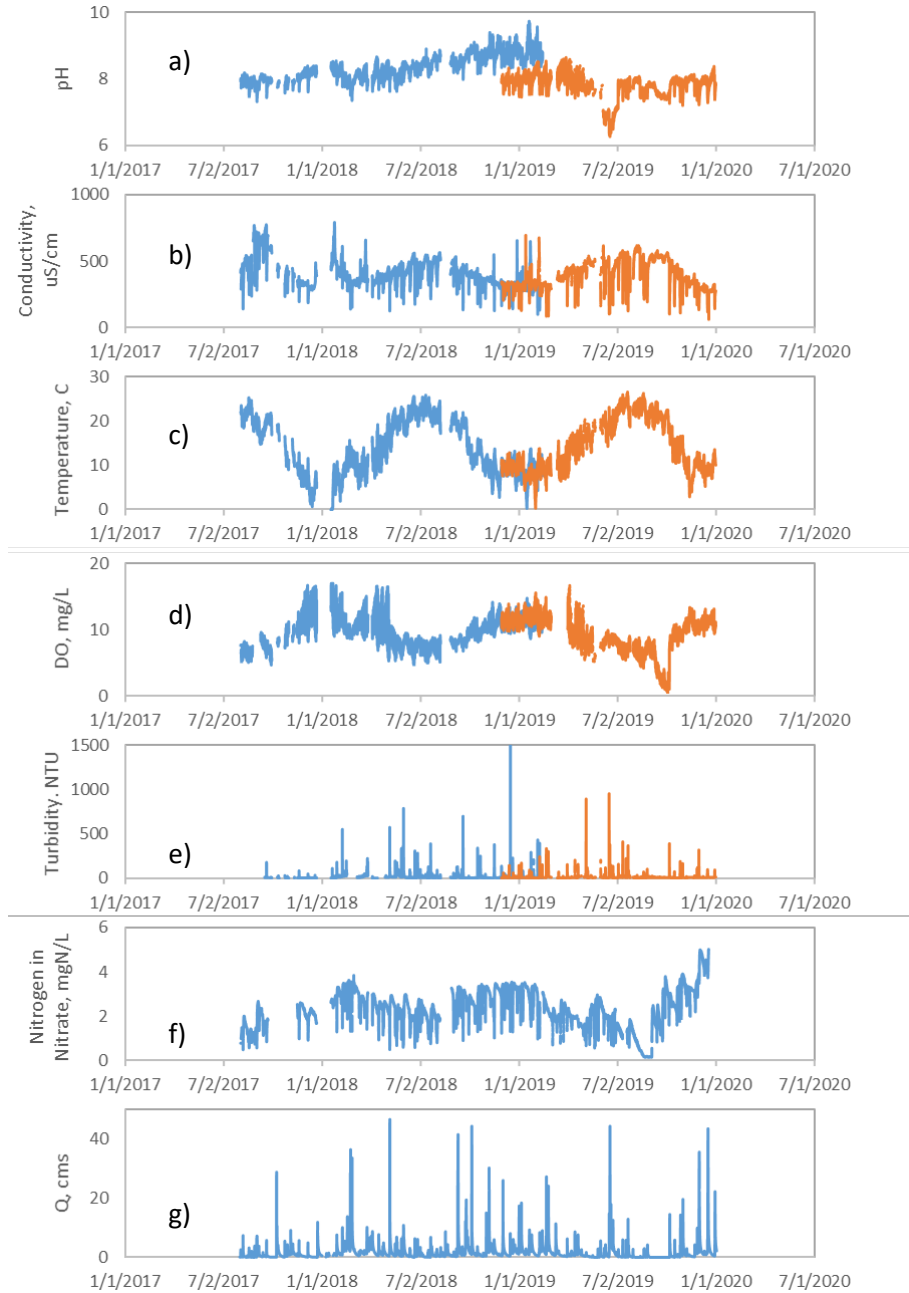 10
a)
8
pH
6
1/1/2017 7/2/2017 1/1/2018 7/2/2018 1/1/2019 7/2/2019 1/1/2020 7/1/2020
1000
Conductivity,
uS/cm
b)
500
0
1/1/2017 7/2/2017 1/1/2018 7/2/2018 1/1/2019 7/2/2019 1/1/2020 7/1/2020
30
Temperature, C
20
c)
10
0
1/1/2017 7/2/2017 1/1/2018 7/2/2018 1/1/2019 7/2/2019 1/1/2020 7/1/2020
20
DO, mg/L
d)
10
0
1/1/2017 7/2/2017 1/1/2018 7/2/2018 1/1/2019 7/2/2019 1/1/2020 7/1/2020
1500
Turbidity. NTU
1000
500
e)
0
1/1/2017 7/2/2017 1/1/2018 7/2/2018 1/1/2019 7/2/2019 1/1/2020 7/1/2020
6
Nitrogen in
Nitrate, mgN/L
4
2
f)
0
1/1/2017 7/2/2017 1/1/2018 7/2/2018 1/1/2019 7/2/2019 1/1/2020 7/1/2020
40
Q, cms
20
g)
0
1/1/2017 7/2/2017 1/1/2018 7/2/2018 1/1/2019 7/2/2019 1/1/2020 7/1/2020